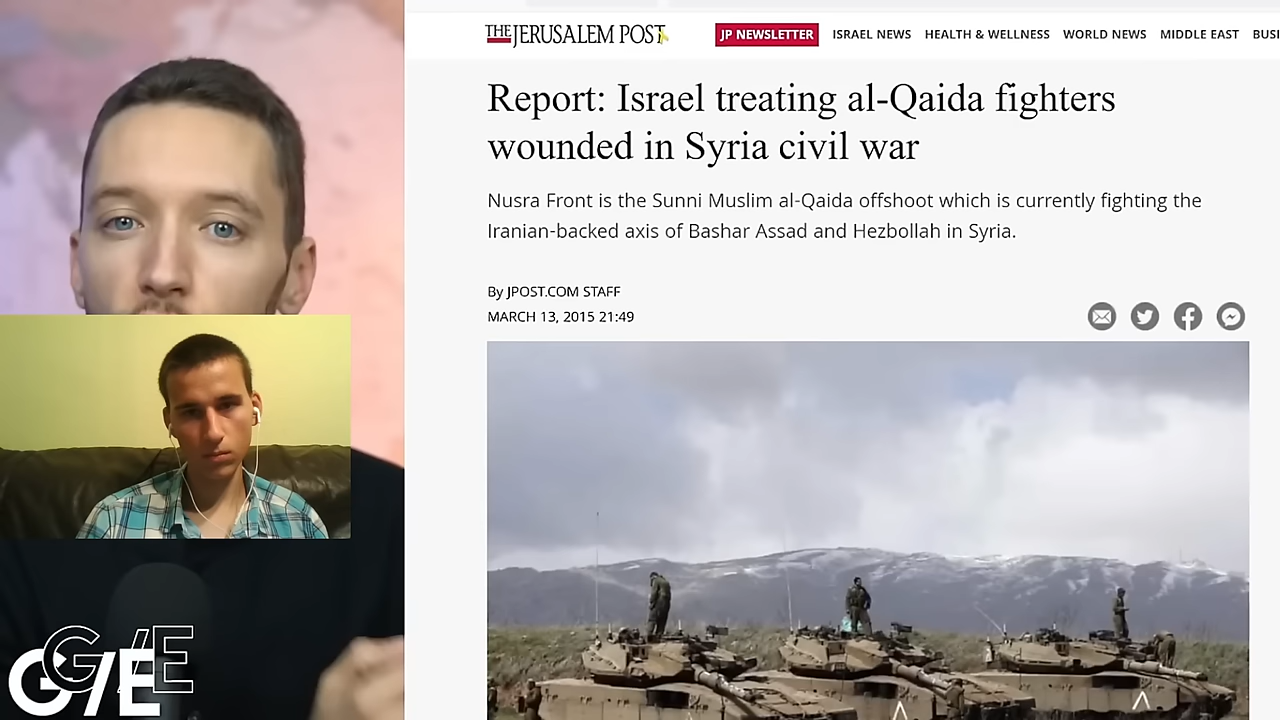 THE JERUSALEM POST
JP NEWSLETTER ISRAEL NEWS HEALTH & WELLNESS WORLD NEWS MIDDLE EAST
Report: Israel treating al-Qaida fighters
wounded in Syria civil war
Nusra Front is the Sunni Muslim al-Qaida offshoot which is currently fighting the
Iranian-backed axis of Bashar Assad and Hezbollah in Syria.
By JPOST.COM STAFF
MARCH 13, 2015 21:49
G/E
G/E